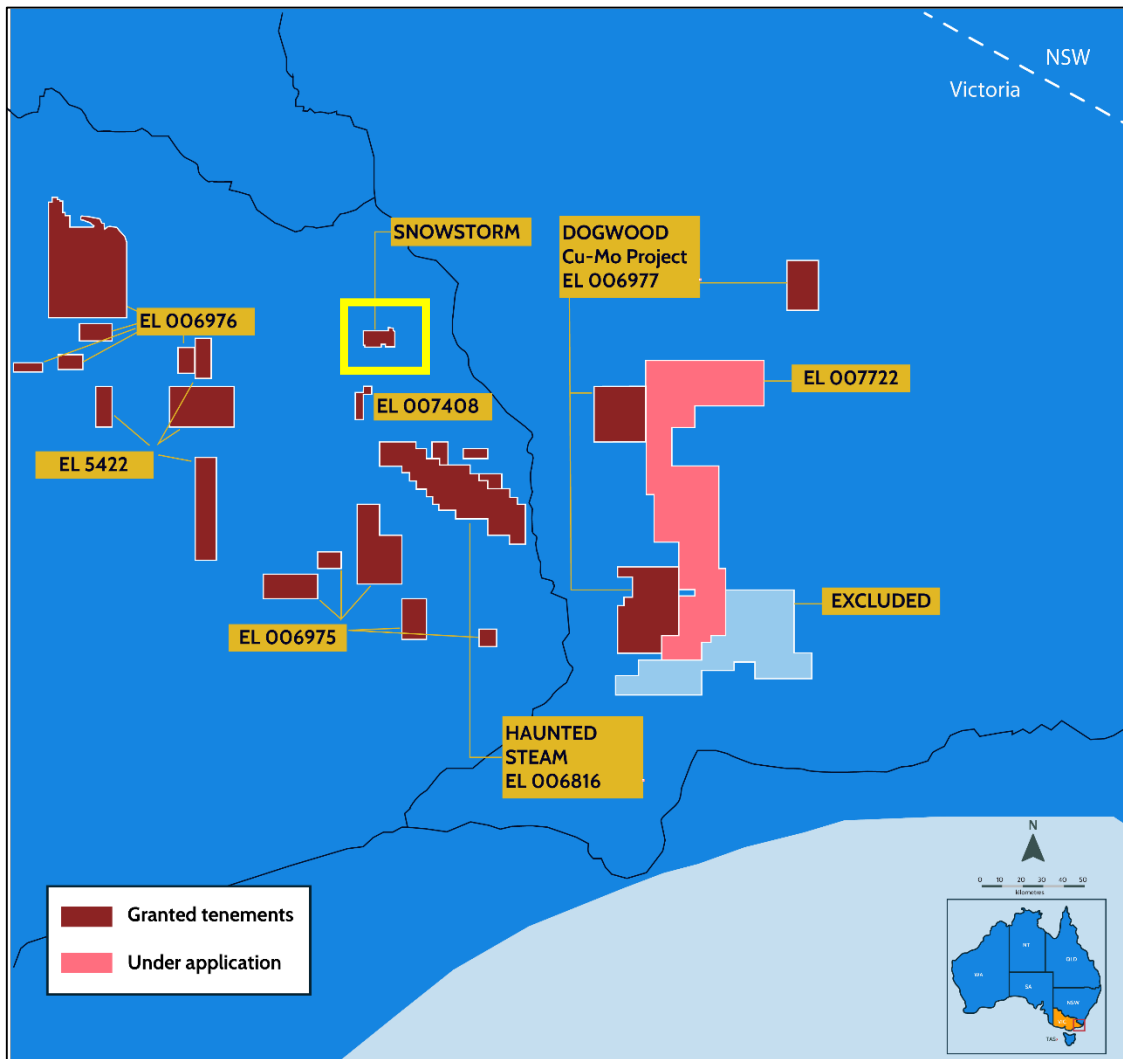 NSW
Victoria
SNOWSTORM
DOGWOOD
Cu-Mo Project
EL 006977
EL 006976
EL 007722
EL 007408
EL 5422
EXCLUDED
EL 006975
HAUNTED
STEAM
EL 006816
N
0 10 20 30 40 50
kilometres
Granted tenements
Under application
NT
QLD
WA
SA
NSW
TAS